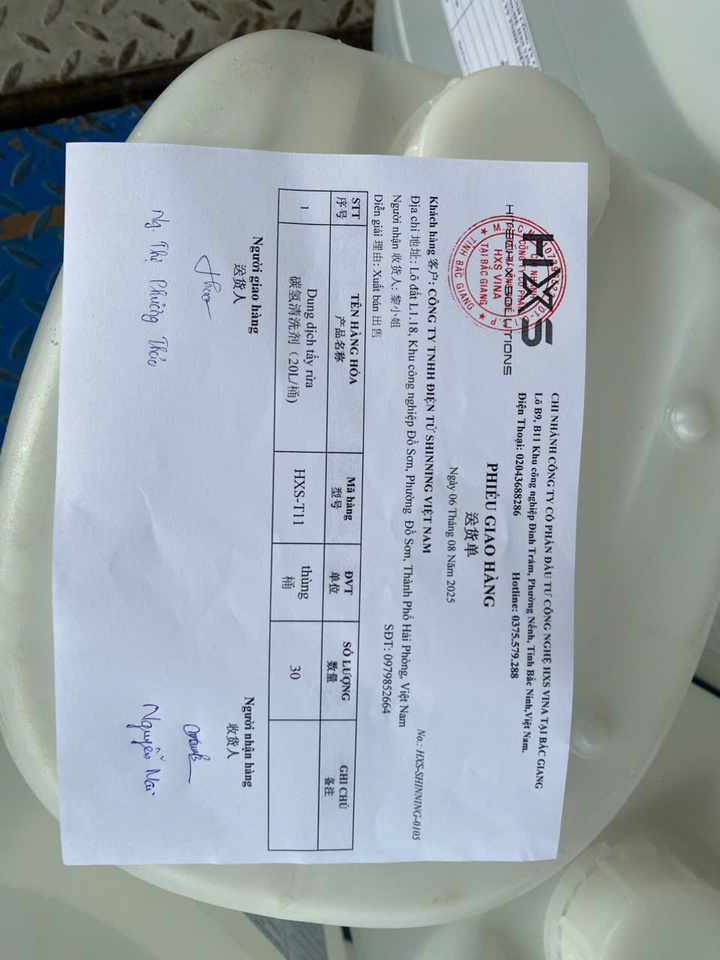 HXS
CHI NHÁNH CÔNG TY CỔ PHẦN ĐẦU TƯ CÔNG NGHỆ HXS VINA TẠI BẮC GIANG
Lô B9, B11 Khu công nghiệp Đình Trám, Phường Nếnh, Tỉnh Bắc Ninh,Việt Nam.
Điện Thoại: 02043688286 Hotline: 0375.579.288
HXS VINA
TẠI BẮC GIANG
TỈNH BẮC GIANG
PHIẾU GIAO HÀNG
送货单
Ngày 06 Tháng 08 Năm 2025
No.: HXS-SHINNING-0105
Khách hàng 客户: CÔNG TY TNHH ĐIỆN TỬ SHINNING VIỆT NAM
Địa chỉ 地址: Lô đất L1.18, Khu công nghiệp Đồ Sơn, Phường Đồ Sơn, Thành Phố Hải Phòng, Việt Nam
Người nhận 收货人: 黎小姐 SĐT: 0979852664
Diễn giải 理由: Xuất bán 出售
STT TÊN HÀNG HÓA Mã hàng ĐVT SỐ LƯỢNG GHI CHÚ
序号 产品名称 型号 单位 数量 备注
1 Dung dịch tẩy rửa HXS-T11 thùng 30
碳氢清洗剂（20L/桶) 桶
Người giao hàng Người nhận hàng
送货人 收货人
Thảo
Ng Thị Phương Thảo Nguyễn